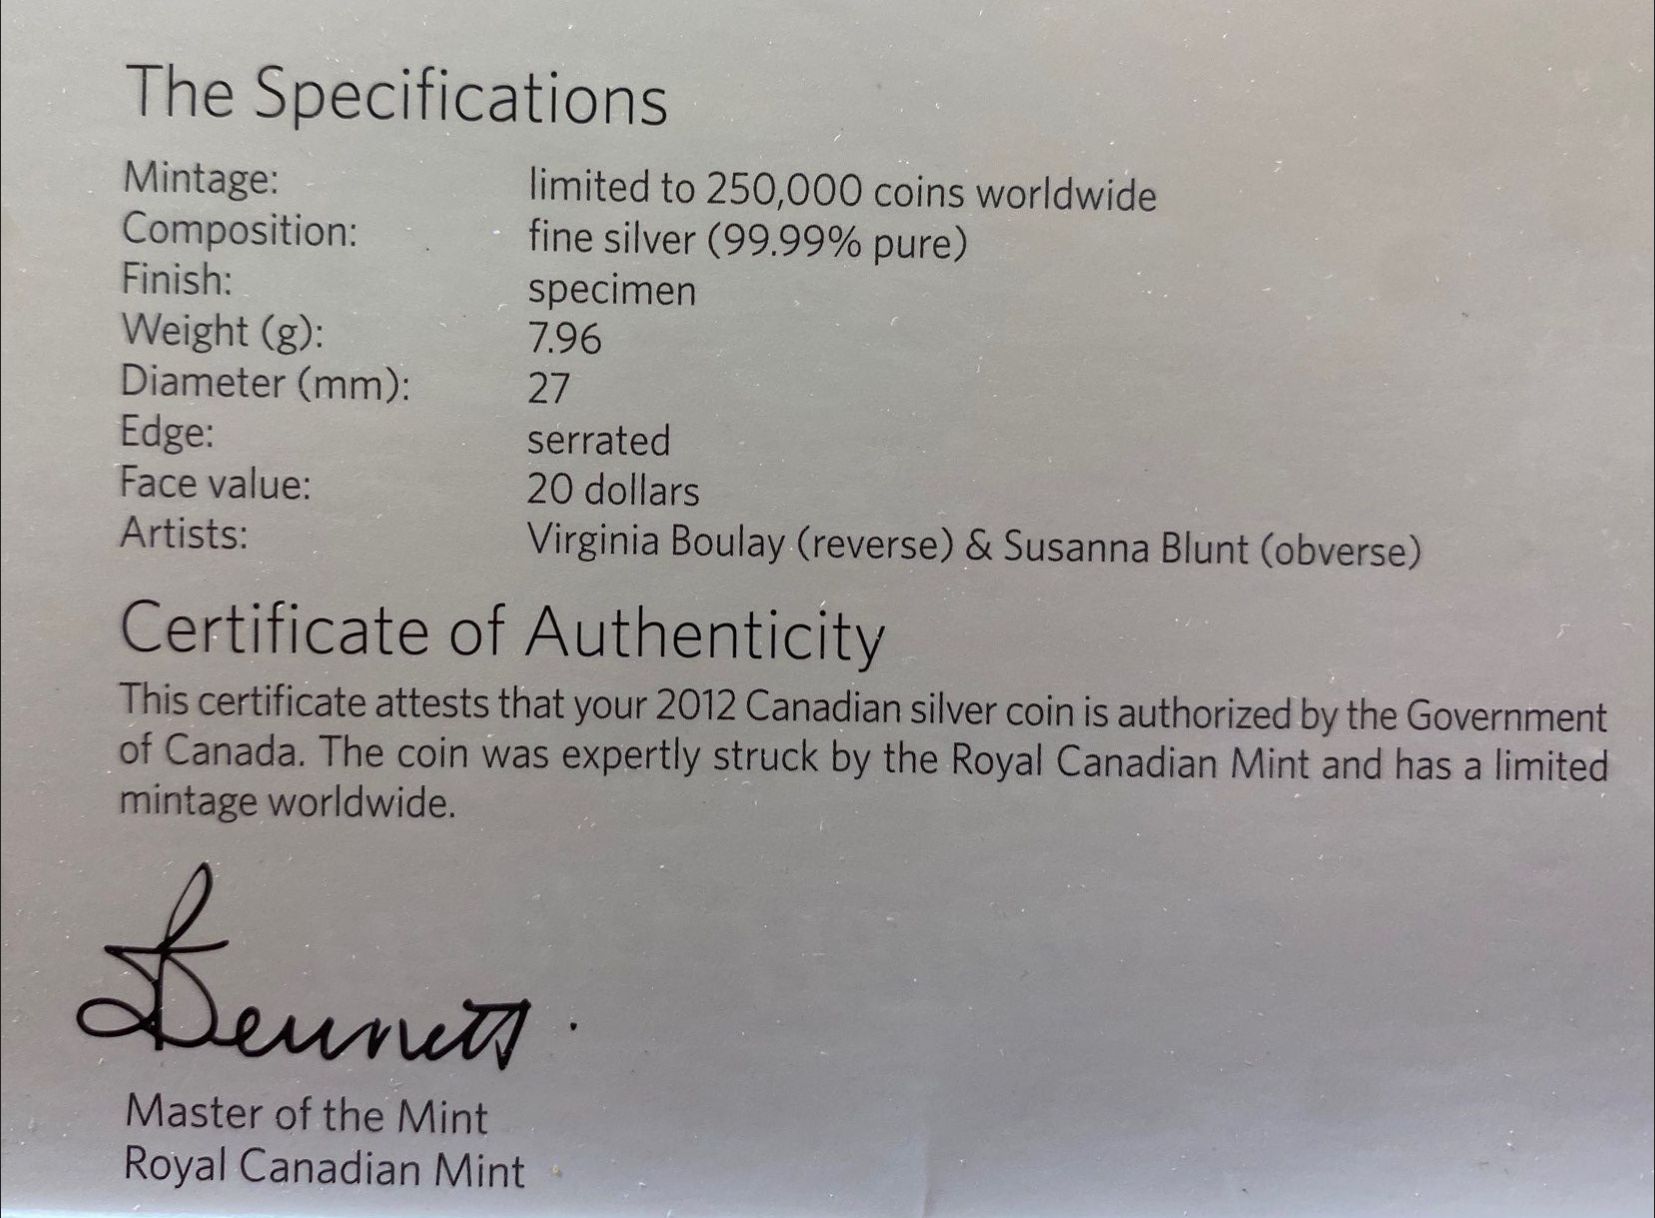 The Specifications
Mintage: limited to 250,000 coins worldwide
Composition: fine silver (99.99% pure)
Finish: specimen
Weight (g): 7.96
Diameter (mm): 27
Edge: serrated
Face value: 20 dollars
Artists: Virginia Boulay (reverse) & Susanna Blunt (obverse)
Certificate of Authenticity
This certificate attests that your 2012 Canadian silver coin is authorized by the Government
of Canada. The coin was expertly struck by the Royal Canadian Mint and has a limited
mintage worldwide.
Master of the Mint
Royal Canadian Mint